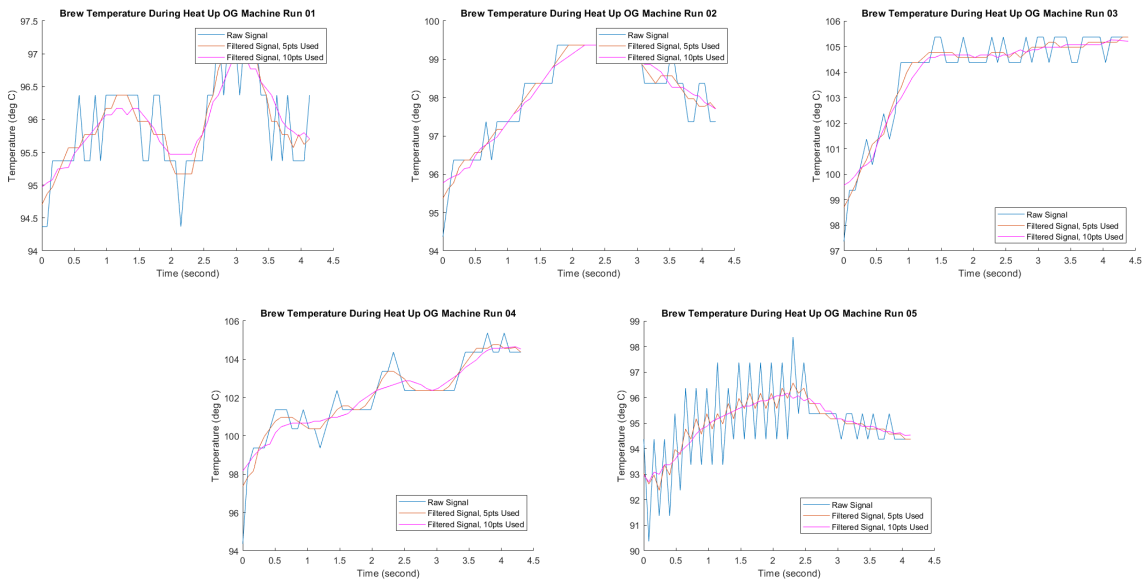 Brew Temperature During Heat Up OG Machine Run 01
97.5
97
96.5
96
95.5
95
94.5
94
Temperature (deg C)
0 0.5 1 1.5 2 2.5 3 3.5 4 4.5
Time (second)
Raw Signal
Filtered Signal, 5pts Used
Filtered Signal, 10pts Used
Brew Temperature During Heat Up OG Machine Run 02
100
99
98
97
96
95
94
Temperature (deg C)
0 0.5 1 1.5 2 2.5 3 3.5 4 4.5
Time (second)
Raw Signal
Filtered Signal, 5pts Used
Filtered Signal, 10pts Used
Brew Temperature During Heat Up OG Machine Run 03
106
105
104
103
102
101
100
99
98
97
Temperature (deg C)
0 0.5 1 1.5 2 2.5 3 3.5 4 4.5
Time (second)
Raw Signal
Filtered Signal, 5pts Used
Filtered Signal, 10pts Used
Brew Temperature During Heat Up OG Machine Run 04
106
104
102
100
98
96
94
Temperature (deg C)
0 0.5 1 1.5 2 2.5 3 3.5 4 4.5
Time (second)
Raw Signal
Filtered Signal, 5pts Used
Filtered Signal, 10pts Used
Brew Temperature During Heat Up OG Machine Run 05
99
98
97
96
95
94
93
92
91
90
Temperature (deg C)
0 0.5 1 1.5 2 2.5 3 3.5 4 4.5
Time (second)
Raw Signal
Filtered Signal, 5pts Used
Filtered Signal, 10pts Used